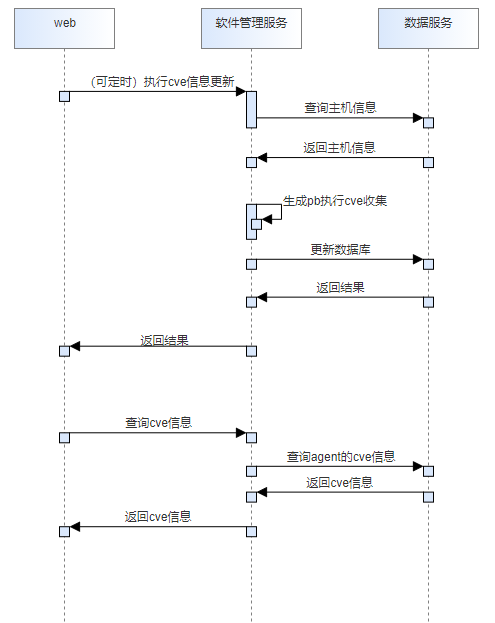 web
软件管理服务
数据服务
（可定时）执行cve信息更新
查询主机信息
返回主机信息
生成pb执行cve收集
更新数据库
返回结果
返回结果
查询cve信息
查询agent的cve信息
返回cve信息
返回cve信息